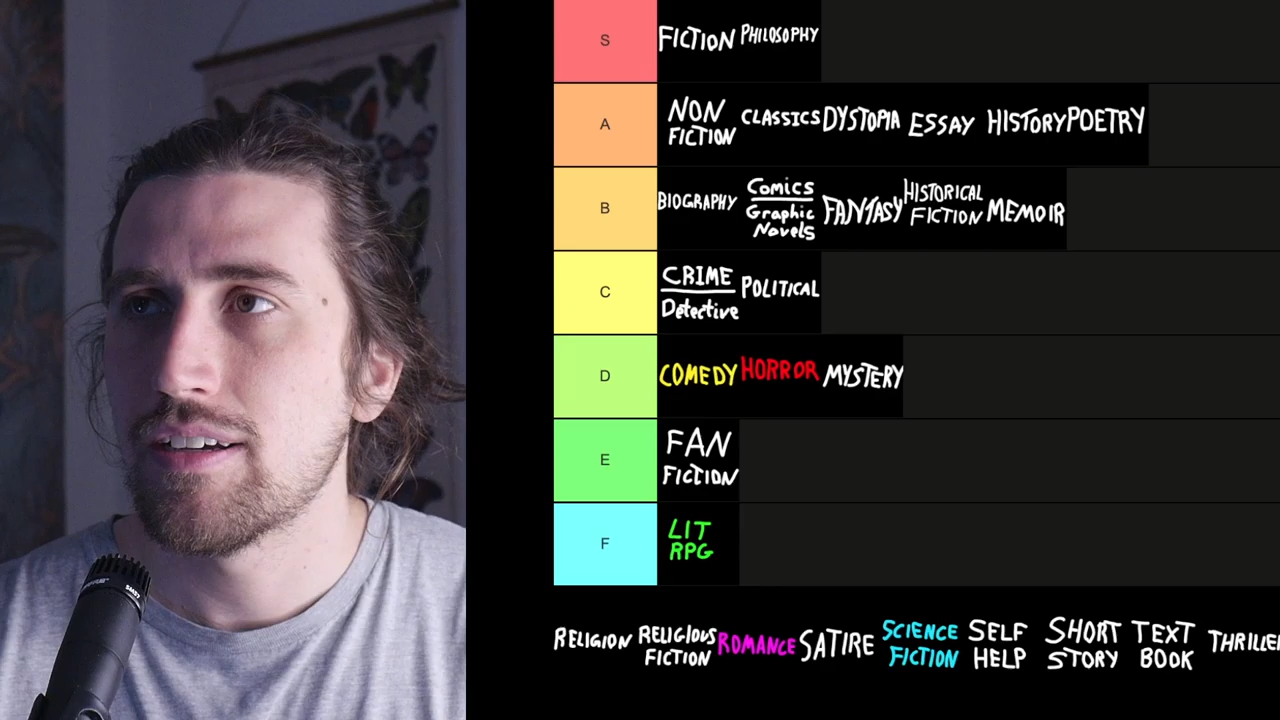 S
FICTION PHILOSOPHY
A
NON FICTION CLASSICS DYSTOPIA ESSAY HISTORY POETRY
B
BIOGRAPHY Comics Graphic Novels FANTASY HISTORICAL FICTION MEMOIR
C
CRIME Detective POLITICAL
D
COMEDY HORROR MYSTERY
E
FAN FICTION
F
LIT RPG
RELIGION RELIGIOUS FICTION ROMANCE SATIRE SCIENCE FICTION SELF HELP SHORT STORY TEXT BOOK THRILLE
SM57